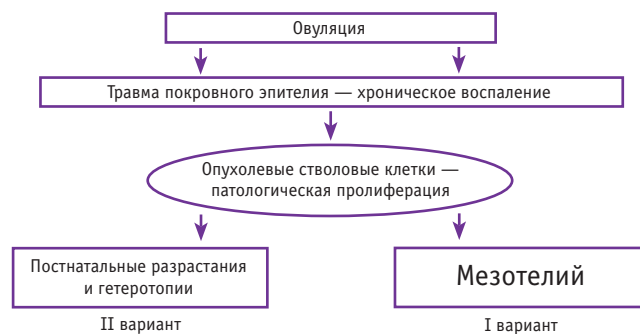 Овуляция
Травма покровного эпителия — хроническое воспаление
Опухолевые стволовые клетки —
патологическая пролиферация
Постнатальные разрастания
и гетеротопии
Мезотелий
II вариант
I вариант